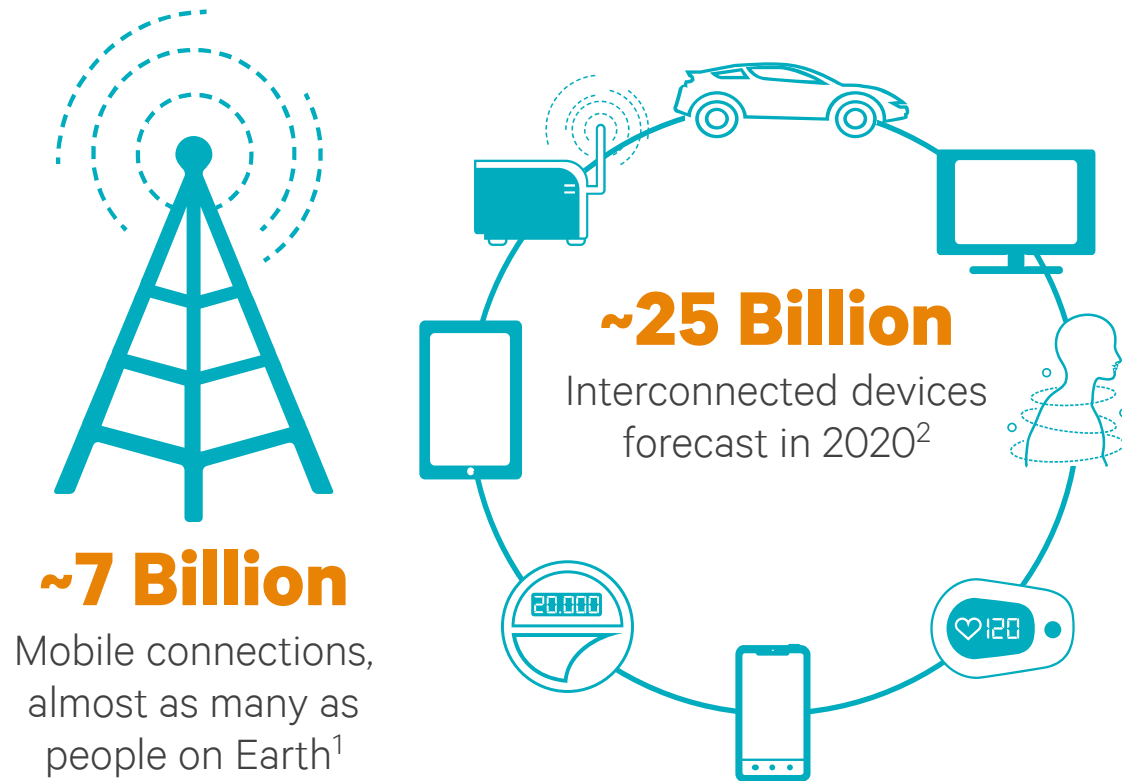 ~7 Billion
Mobile connections,
almost as many as
people on Earth1
~25 Billion
Interconnected devices
forecast in 20202
20.000
120